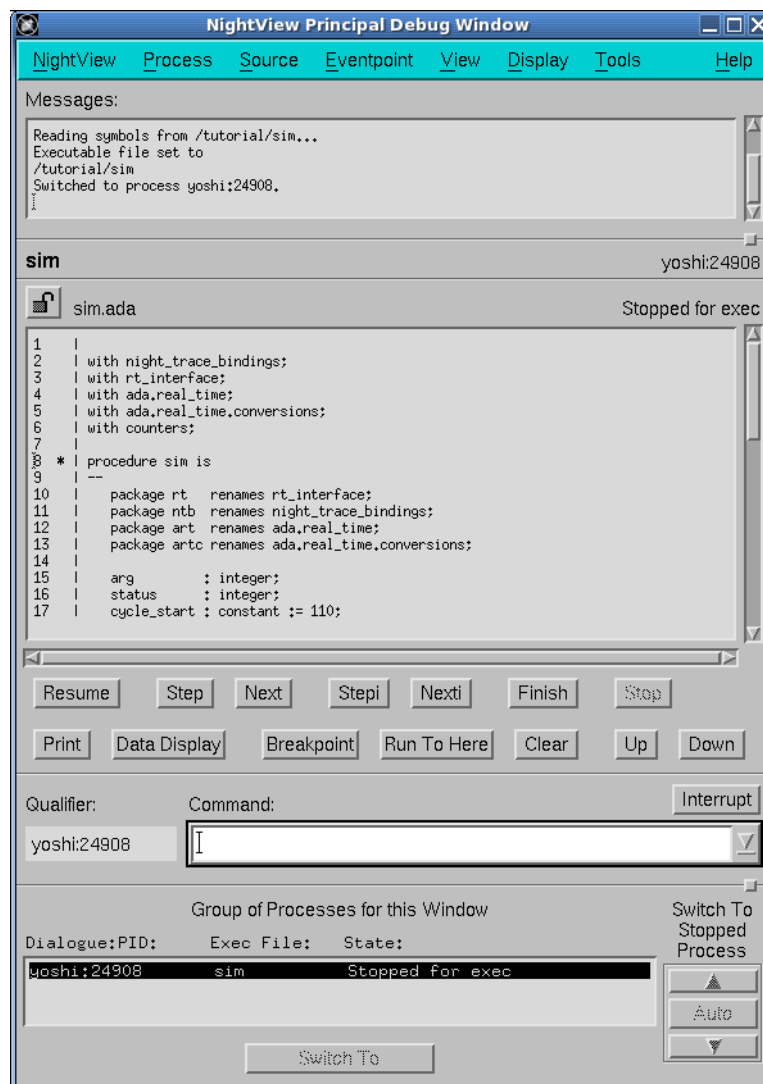 NightView Principal Debug Window
NightView Process Source Eventpoint View Display Tools Help
Messages:
Reading symbols from /tutorial/sim...
Executable file set to
/tutorial/sim
Switched to process yoshi:24908.
sim yoshi:24908
sim.ada Stopped for exec
1 |
2 | with night_trace_bindings;
3 | with rt_interface;
4 | with ada.real_time;
5 | with ada.real_time.conversions;
6 | with counters;
7 |
8 * | procedure sim is
9 | --
10 | package rt renames rt_interface;
11 | package ntb renames night_trace_bindings;
12 | package art renames ada.real_time;
13 | package artc renames ada.real_time.conversions;
14 |
15 | arg : integer;
16 | status : integer;
17 | cycle_start : constant := 110;
Resume Step Next Stepi Nexti Finish Stop
Print Data Display Breakpoint Run To Here Clear Up Down
Qualifier: Command: Interrupt
yoshi:24908
Group of Processes for this Window
Switch To
Stopped
Process
Dialogue:PID: Exec File: State:
yoshi:24908 sim Stopped for exec
Auto
Switch To